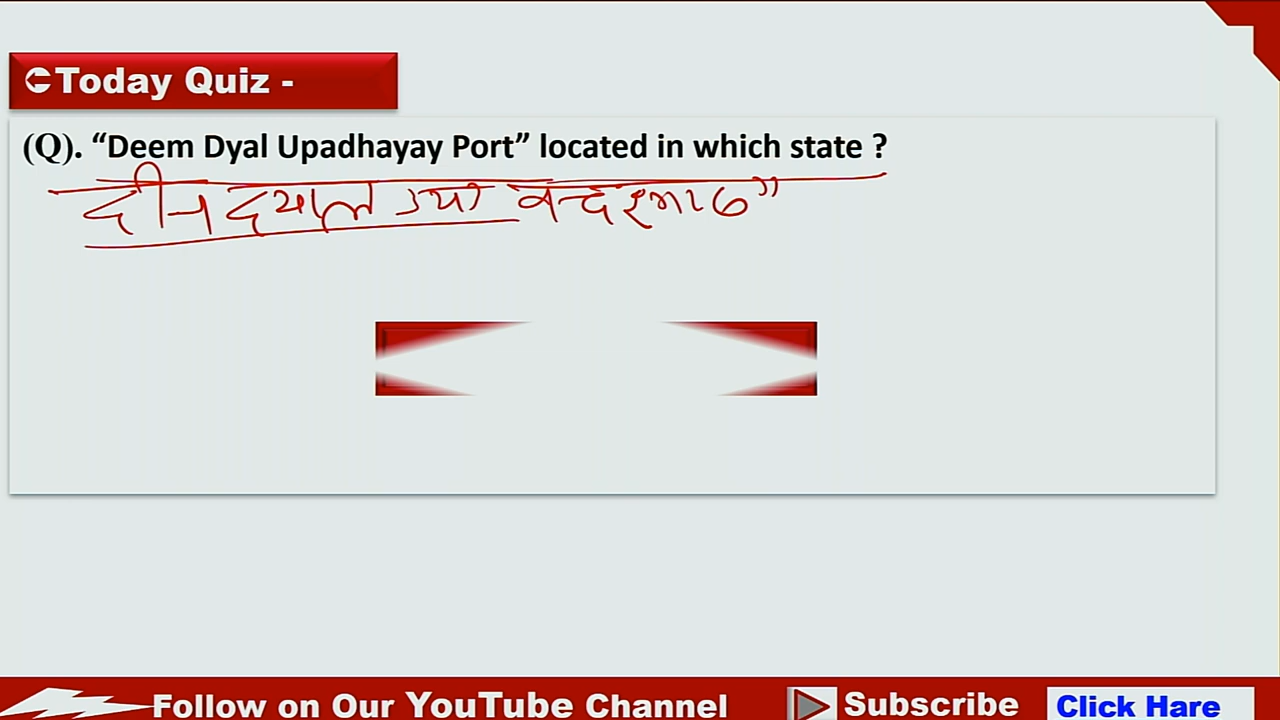 Today Quiz -
(Q). “Deem Dyal Upadhayay Port” located in which state ?
दीन दयाल उपा बन्दरगाह”
Follow on Our YouTube Channel
Subscribe
Click Hare